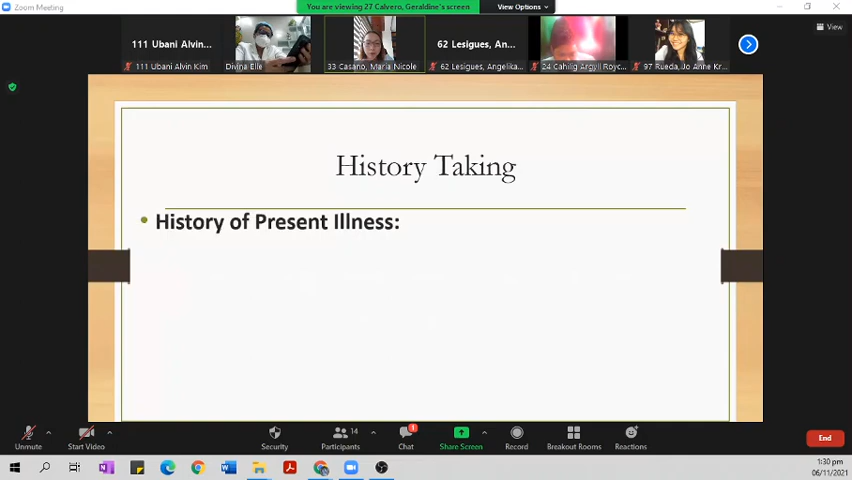 Zoom Meeting
You are viewing 27 Calvero, Geraldine's screen
View Options
View
111 Ubani Alvin...
62 Lesigues, An...
111 Ubani Alvin Kim
Divina Elle
33 Casano, Maria Nicole
62 Lesigues, Angelika...
24 Cahilig Argyll Royc...
97 Rueda, Jo Anne Kr...
History Taking
• History of Present Illness:
Unmute
Start Video
Security
14
Participants
1
Chat
Share Screen
Record
Breakout Rooms
Reactions
End
1:30 pm
06/11/2021